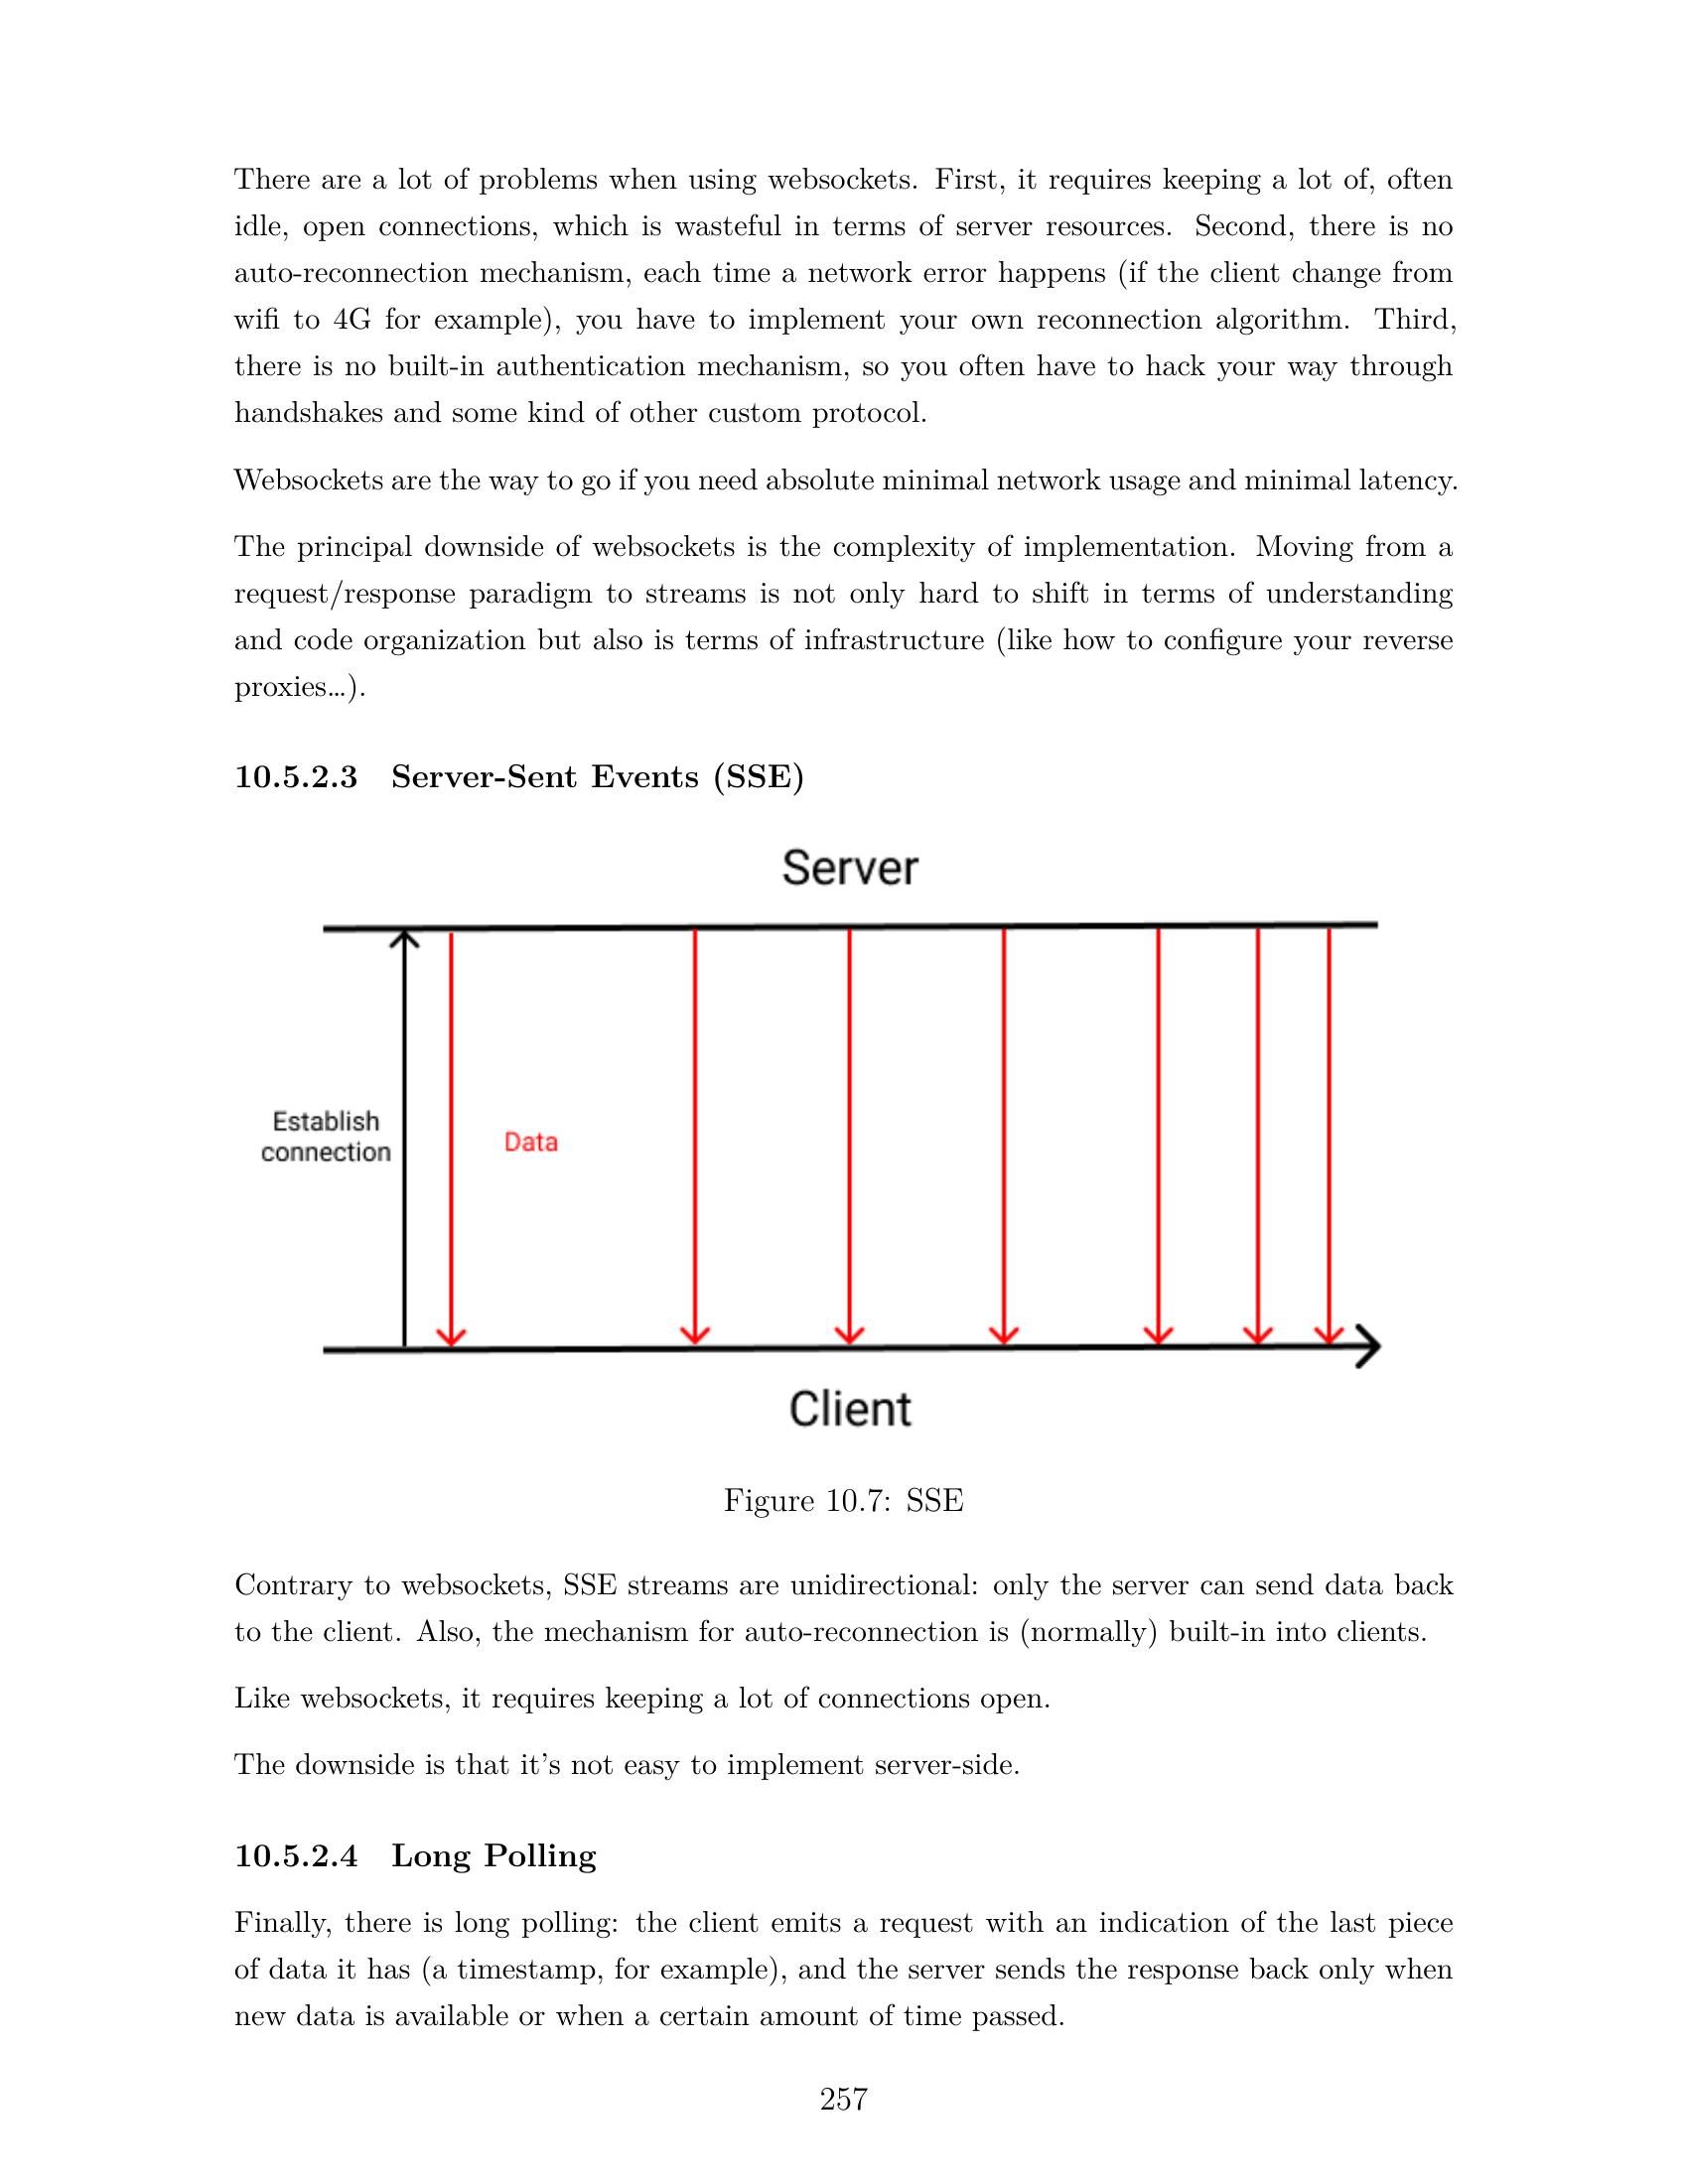 There are a lot of problems when using websockets. First, it requires keeping a lot of, often
idle, open connections, which is wasteful in terms of server resources. Second, there is no
auto-reconnection mechanism, each time a network error happens (if the client change from
wifi to 4G for example), you have to implement your own reconnection algorithm. Third,
there is no built-in authentication mechanism, so you often have to hack your way through
handshakes and some kind of other custom protocol.
Websockets are the way to go if you need absolute minimal network usage and minimal latency.
The principal downside of websockets is the complexity of implementation. Moving from a
request/response paradigm to streams is not only hard to shift in terms of understanding
and code organization but also is terms of infrastructure (like how to configure your reverse
proxies…).
10.5.2.3 Server-Sent Events (SSE)
Server
Establish
connection
Data
Client
Figure 10.7: SSE
Contrary to websockets, SSE streams are unidirectional: only the server can send data back
to the client. Also, the mechanism for auto-reconnection is (normally) built-in into clients.
Like websockets, it requires keeping a lot of connections open.
The downside is that it's not easy to implement server-side.
10.5.2.4 Long Polling
Finally, there is long polling: the client emits a request with an indication of the last piece
of data it has (a timestamp, for example), and the server sends the response back only when
new data is available or when a certain amount of time passed.
257